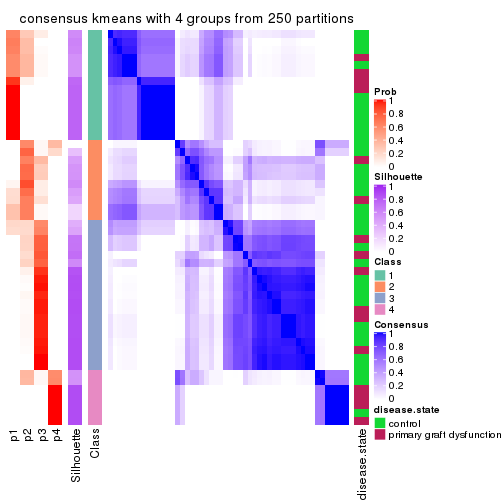 consensus kmeans with 4 groups from 250 partitions
Prob
1
0.8
0.6
0.4
0.2
0
Silhouette
1
0.8
0.6
0.4
0.2
0
Class
1
2
3
4
Consensus
1
0.8
0.6
0.4
0.2
0
disease.state
control
primary graft dysfunction
p1
p2
p3
p4
Silhouette
Class
disease.state